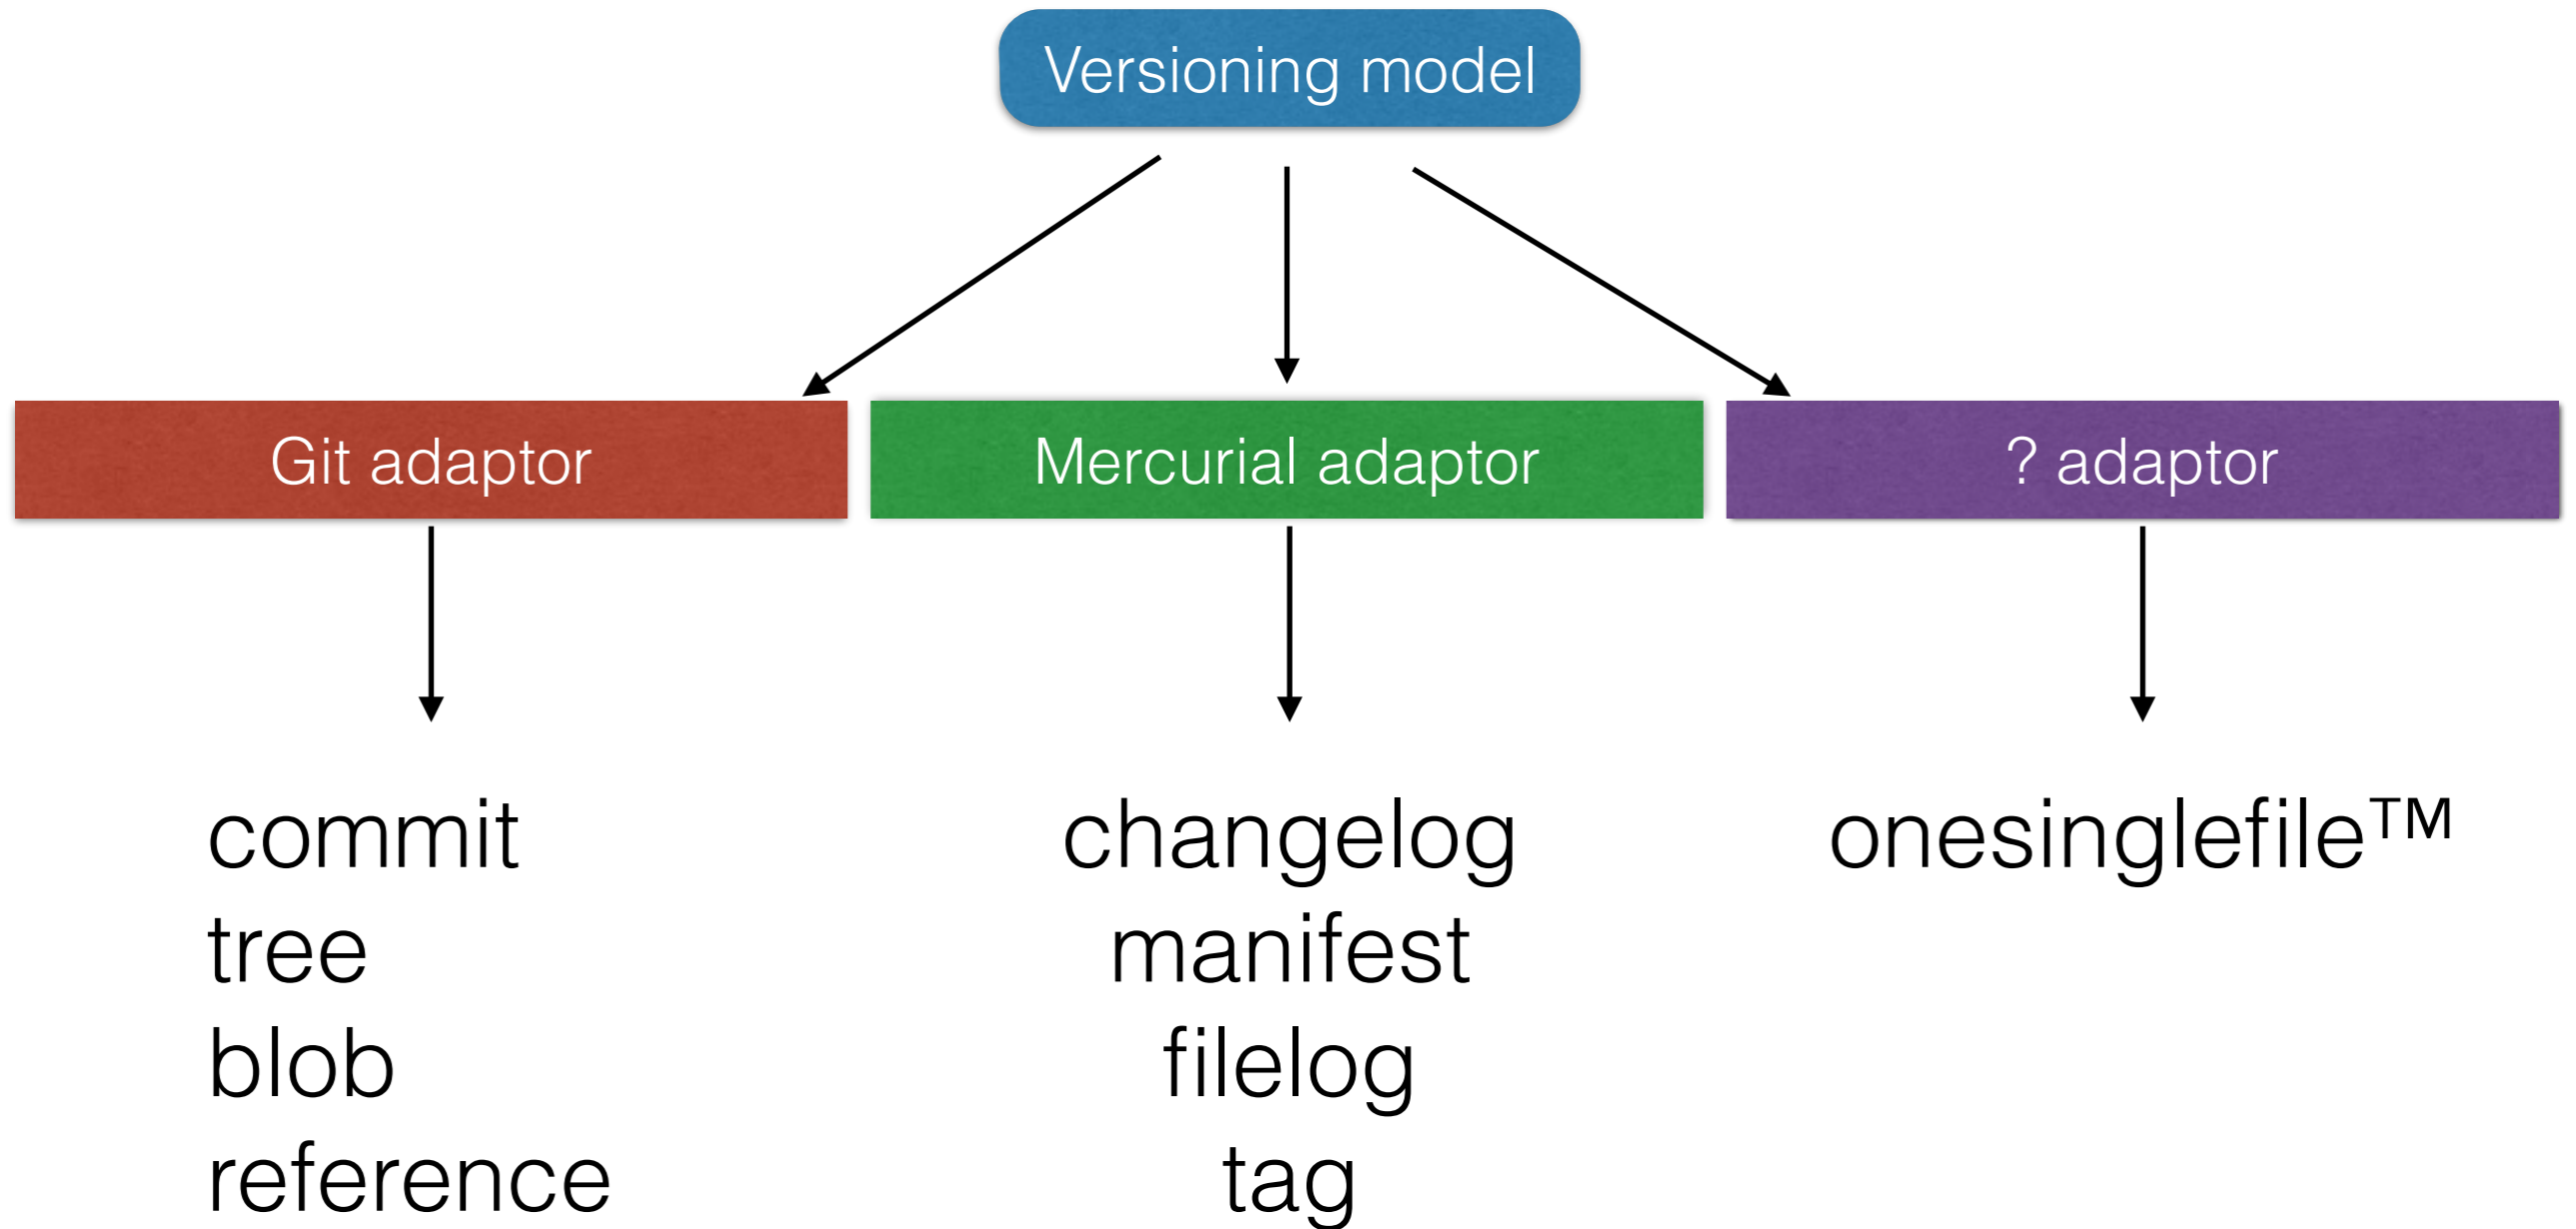 Versioning model
Git adaptor
Mercurial adaptor
? adaptor
commit
tree
blob
reference
changelog
manifest
filelog
tag
onesinglefile™